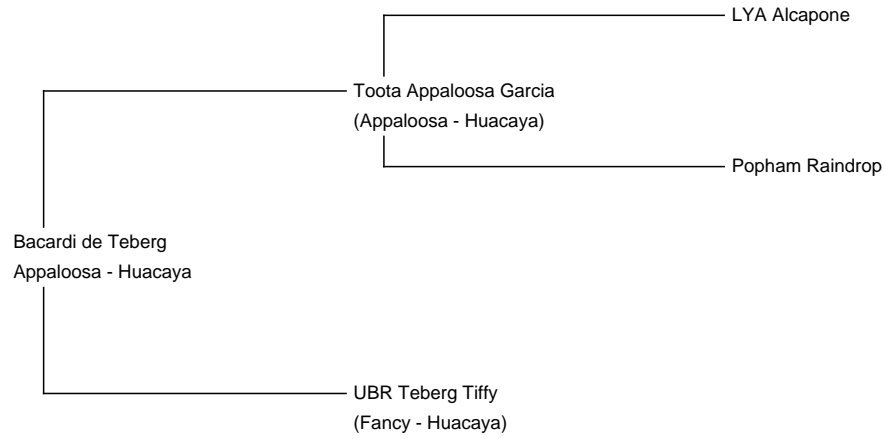 LYA Alcapone
Toota Appaloosa Garcia
(Appaloosa - Huacaya)
Popham Raindrop
Bacardi de Teberg
Appaloosa - Huacaya
UBR Teberg Tiffy
(Fancy - Huacaya)